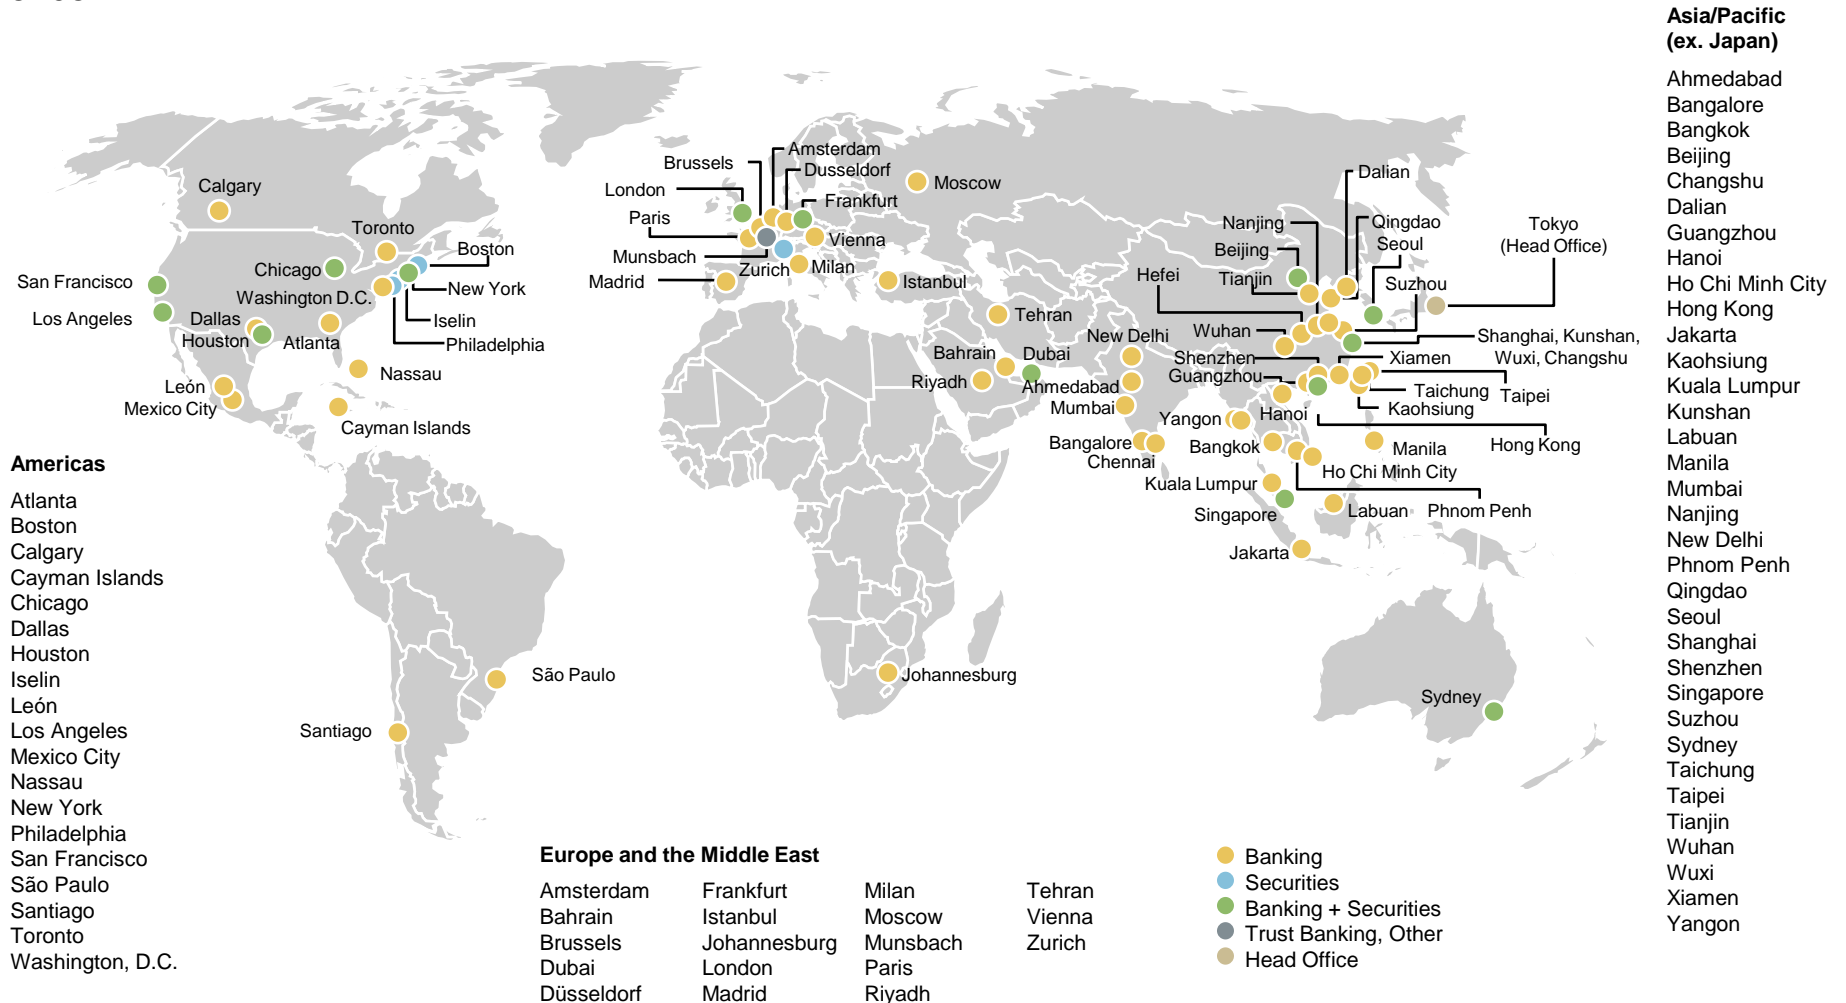 Asia/Pacific
(ex. Japan)
Ahmedabad
Bangalore
Bangkok
Beijing
Changshu
Dalian
Guangzhou
Hanoi
Ho Chi Minh City
Hong Kong
Jakarta
Kaohsiung
Kuala Lumpur
Kunshan
Labuan
Manila
Mumbai
Nanjing
New Delhi
Phnom Penh
Qingdao
Seoul
Shanghai
Shenzhen
Singapore
Suzhou
Sydney
Taichung
Taipei
Tianjin
Wuhan
Wuxi
Xiamen
Yangon
Calgary
Toronto
Boston
Chicago
San Francisco
Washington D.C.
New York
Los Angeles
Dallas
Iselin
Houston
Atlanta
Philadelphia
Nassau
León
Mexico City
Cayman Islands
São Paulo
Santiago
Amsterdam
Brussels
Dusseldorf
London
Frankfurt
Paris
Moscow
Vienna
Munsbach
Zurich
Milan
Madrid
Istanbul
Tehran
Bahrain
Dubai
Riyadh
Johannesburg
Dalian
Nanjing
Qingdao
Tokyo
(Head Office)
Beijing
Seoul
Hefei
Tianjin
Suzhou
New Delhi
Wuhan
Shanghai, Kunshan,
Wuxi, Changshu
Shenzhen
Xiamen
Guangzhou
Ahmedabad
Taichung
Taipei
Mumbai
Kaohsiung
Yangon
Hanoi
Bangalore
Bangkok
Manila
Hong Kong
Chennai
Ho Chi Minh City
Kuala Lumpur
Singapore
Labuan
Phnom Penh
Jakarta
Sydney
Americas
Atlanta
Boston
Calgary
Cayman Islands
Chicago
Dallas
Houston
Iselin
León
Los Angeles
Mexico City
Nassau
New York
Philadelphia
San Francisco
São Paulo
Santiago
Toronto
Washington, D.C.
Europe and the Middle East
Amsterdam
Bahrain
Brussels
Dubai
Düsseldorf
Frankfurt
Istanbul
Johannesburg
London
Madrid
Milan
Moscow
Munsbach
Paris
Riyadh
Tehran
Vienna
Zurich
Banking
Securities
Banking + Securities
Trust Banking, Other
Head Office